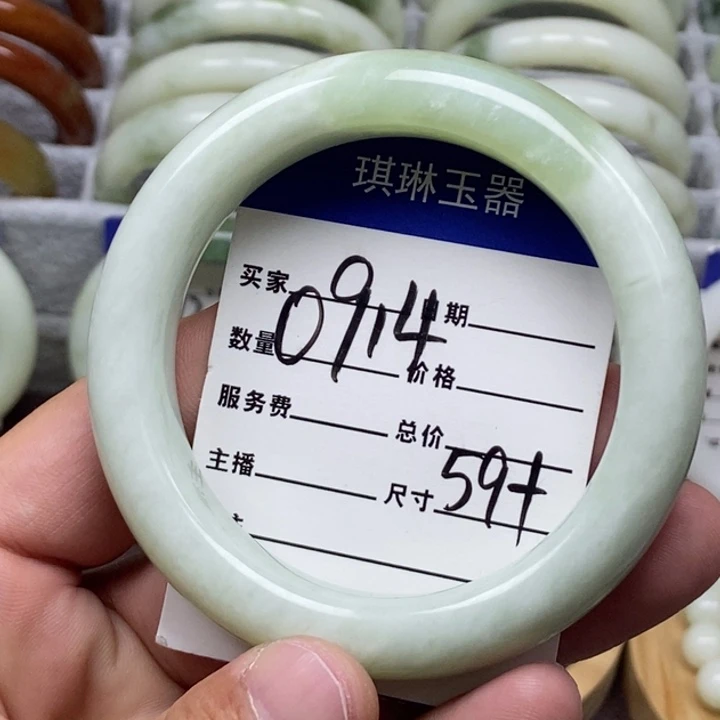 琪琳玉器
买家 日期
0914
数量 价格
服务费 总价
主播 尺寸 59+